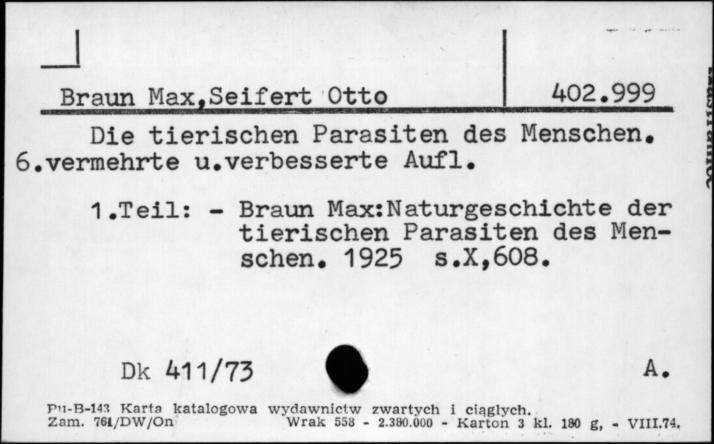 Braun Max,Seifert Otto 402.999
Die tierischen Parasiten des Menschen.
6.vermehrte u.verbesserte Aufl.
1.Teil: - Braun Max:Naturgeschichte der
tierischen Parasiten des Men-
schen. 1925 s.X,608.
Dk 411/73 A.
Pu-B-143 Karta katalogowa wydawnictw zwartych i ciągłych.
Zam. 761/DW/On Wrak 553 - 2.380.000 - Karton 3 kl. 180 g, - VIII.74.